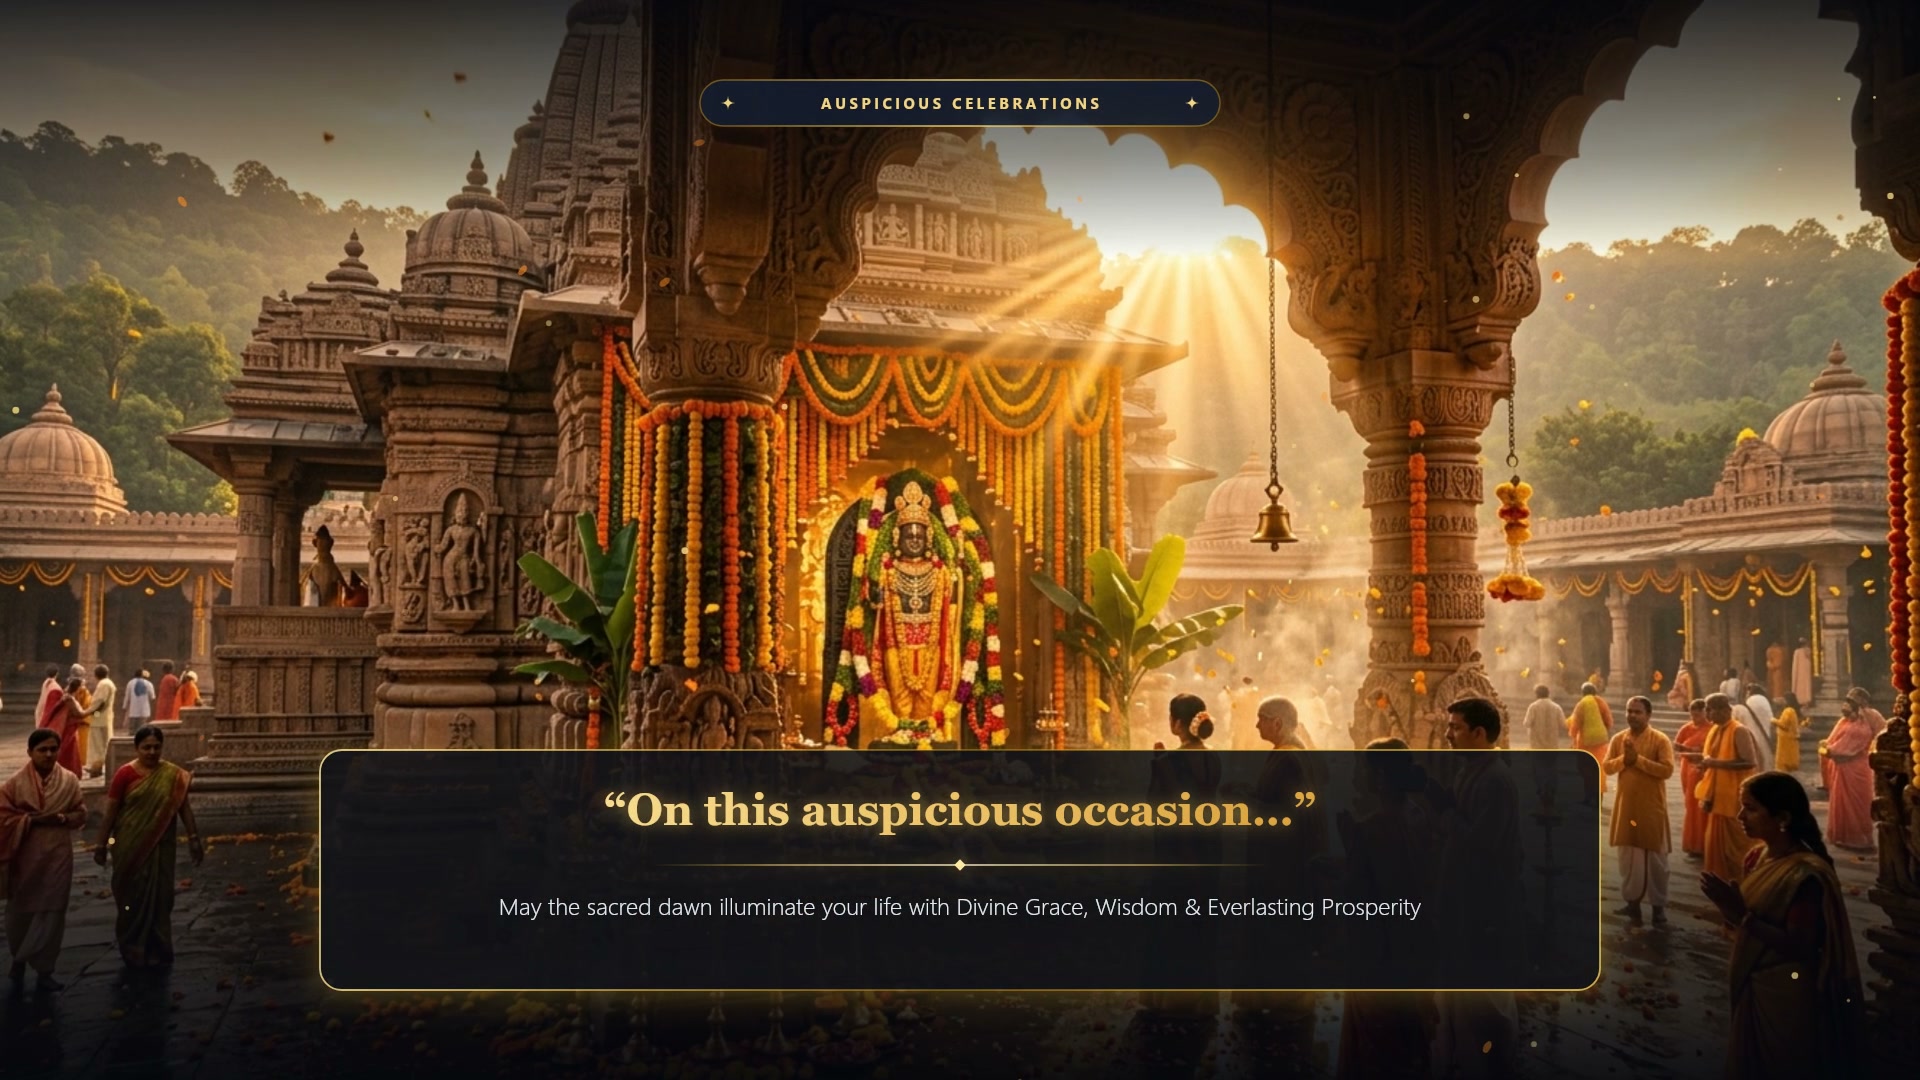 AUSPICIOUS CELEBRATIONS
“On this auspicious occasion...”
May the sacred dawn illuminate your life with Divine Grace, Wisdom & Everlasting Prosperity